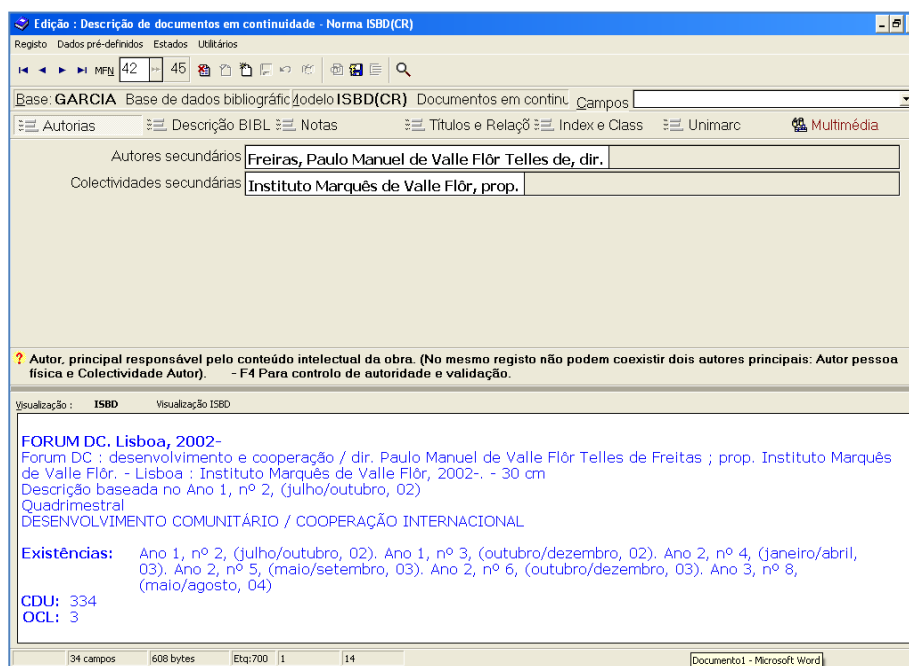 Edição : Descrição de documentos em continuidade - Norma ISBD(CR)
Registo Dados pré-definidos Estados Utilitários
MFN 42 45
Base: GARCIA Base de dados bibliográfic Modelo ISBD(CR) Documentos em continu Campos
Autorias Descrição BIBL Notas Títulos e Relaçõ Index e Class Unimarc Multimédia
Autores secundários Freiras, Paulo Manuel de Valle Flôr Telles de, dir.
Colectividades secundárias Instituto Marquês de Valle Flôr, prop.
? Autor, principal responsável pelo conteúdo intelectual da obra. (No mesmo registo não podem coexistir dois autores principais: Autor pessoa
física e Colectividade Autor). - F4 Para controlo de autoridade e validação.
Visualização : ISBD Visualização ISBD
FORUM DC. Lisboa, 2002-
Forum DC : desenvolvimento e cooperação / dir. Paulo Manuel de Valle Flôr Telles de Freitas ; prop. Instituto Marquês
de Valle Flôr. - Lisboa : Instituto Marquês de Valle Flôr, 2002-. - 30 cm
Descrição baseada no Ano 1, nº 2, (julho/outubro, 02)
Quadrimestral
DESENVOLVIMENTO COMUNITÁRIO / COOPERAÇÃO INTERNACIONAL
Existências: Ano 1, nº 2, (julho/outubro, 02). Ano 1, nº 3, (outubro/dezembro, 02). Ano 2, nº 4, (janeiro/abril,
03). Ano 2, nº 5, (maio/setembro, 03). Ano 2, nº 6, (outubro/dezembro, 03). Ano 3, nº 8,
(maio/agosto, 04)
CDU: 334
OCL: 3
34 campos 608 bytes Etq:700 1 14 Documento1 - Microsoft Word